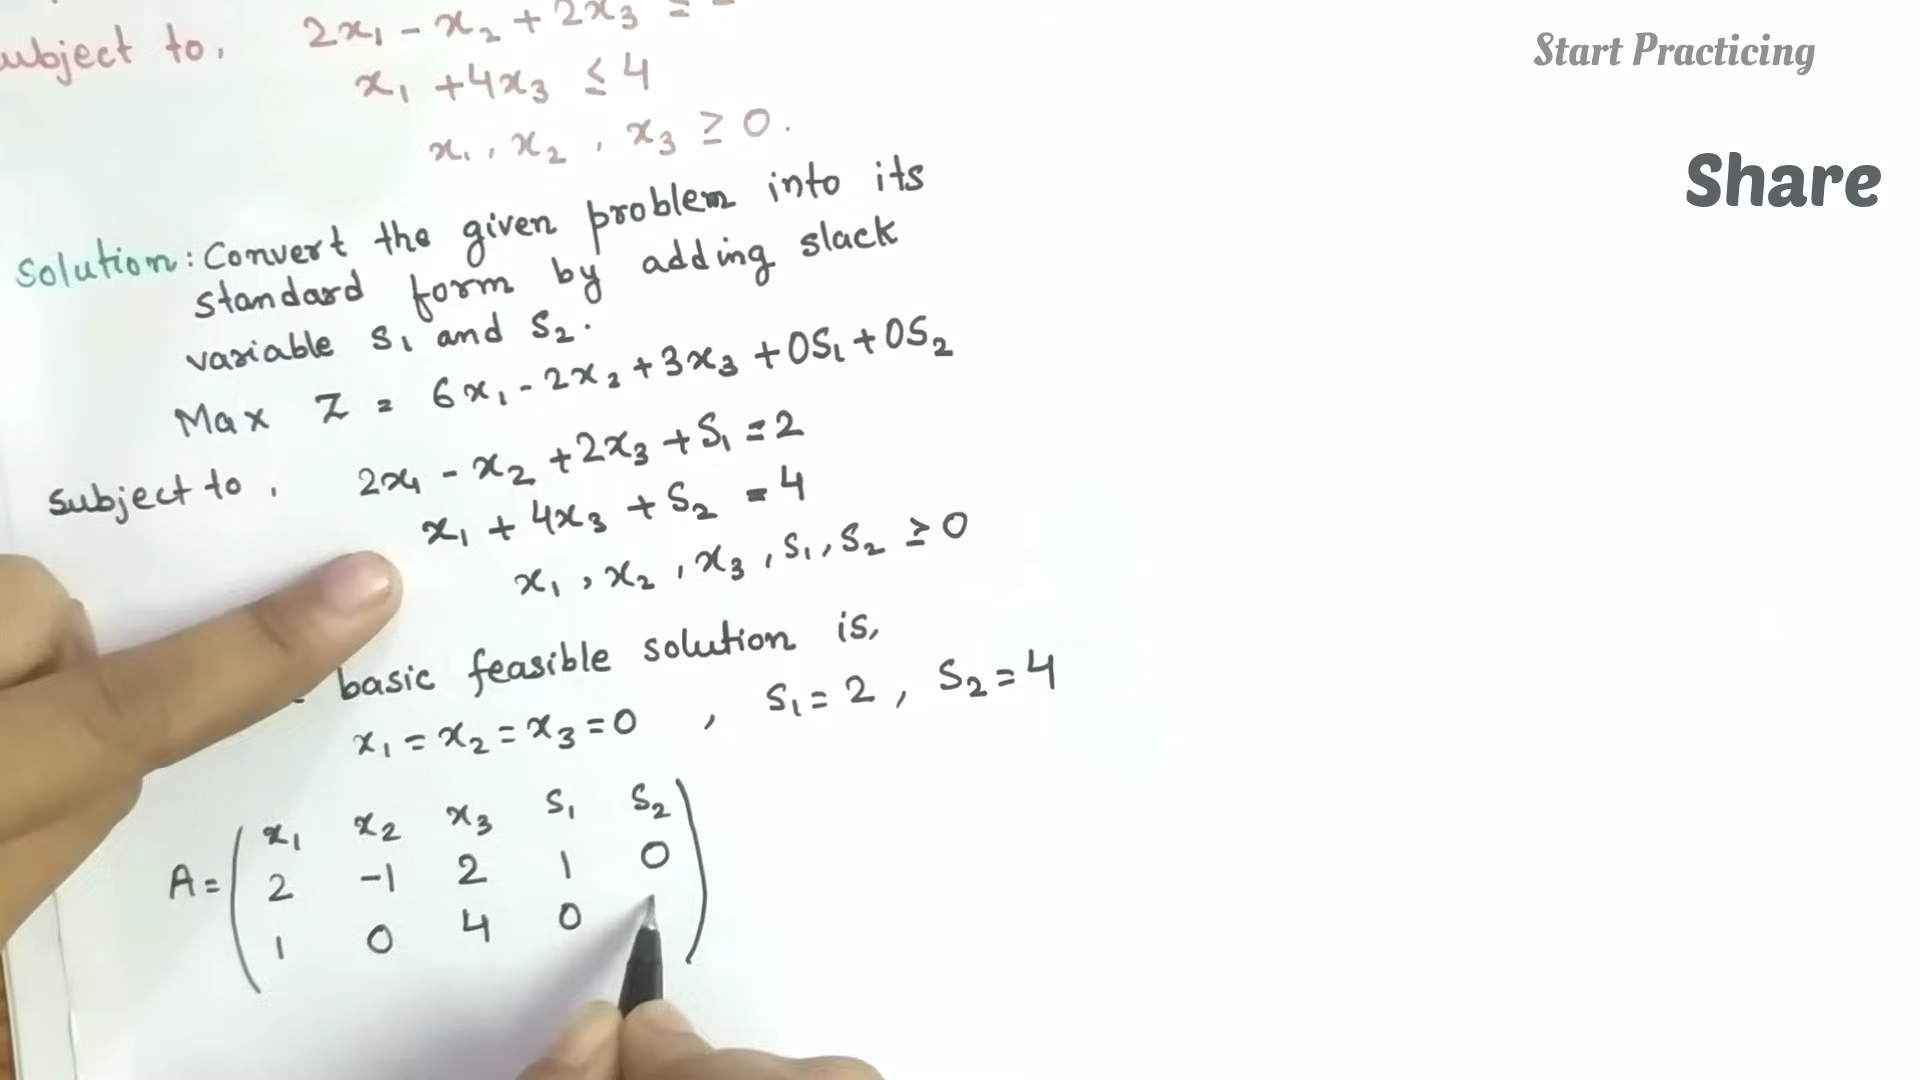 ubject to, 2x₁ - x₂ + 2x₃ =
x₁ + 4x₃ ≤ 4
x₁, x₂, x₃ ≥ 0.
Solution: Convert the given problem into its
standard form by adding slack
variable S₁ and S₂.
Max Z = 6x₁ - 2x₂ + 3x₃ + 0S₁ + 0S₂
Subject to, 2x₁ - x₂ + 2x₃ + S₁ = 2
x₁ + 4x₃ + S₂ = 4
x₁, x₂, x₃, S₁, S₂ ≥ 0
basic feasible solution is,
x₁ = x₂ = x₃ = 0, S₁ = 2, S₂ = 4
x₁ x₂ x₃ S₁ S₂
A = 2 -1 2 1 0
1 0 4 0
Start Practicing
Share